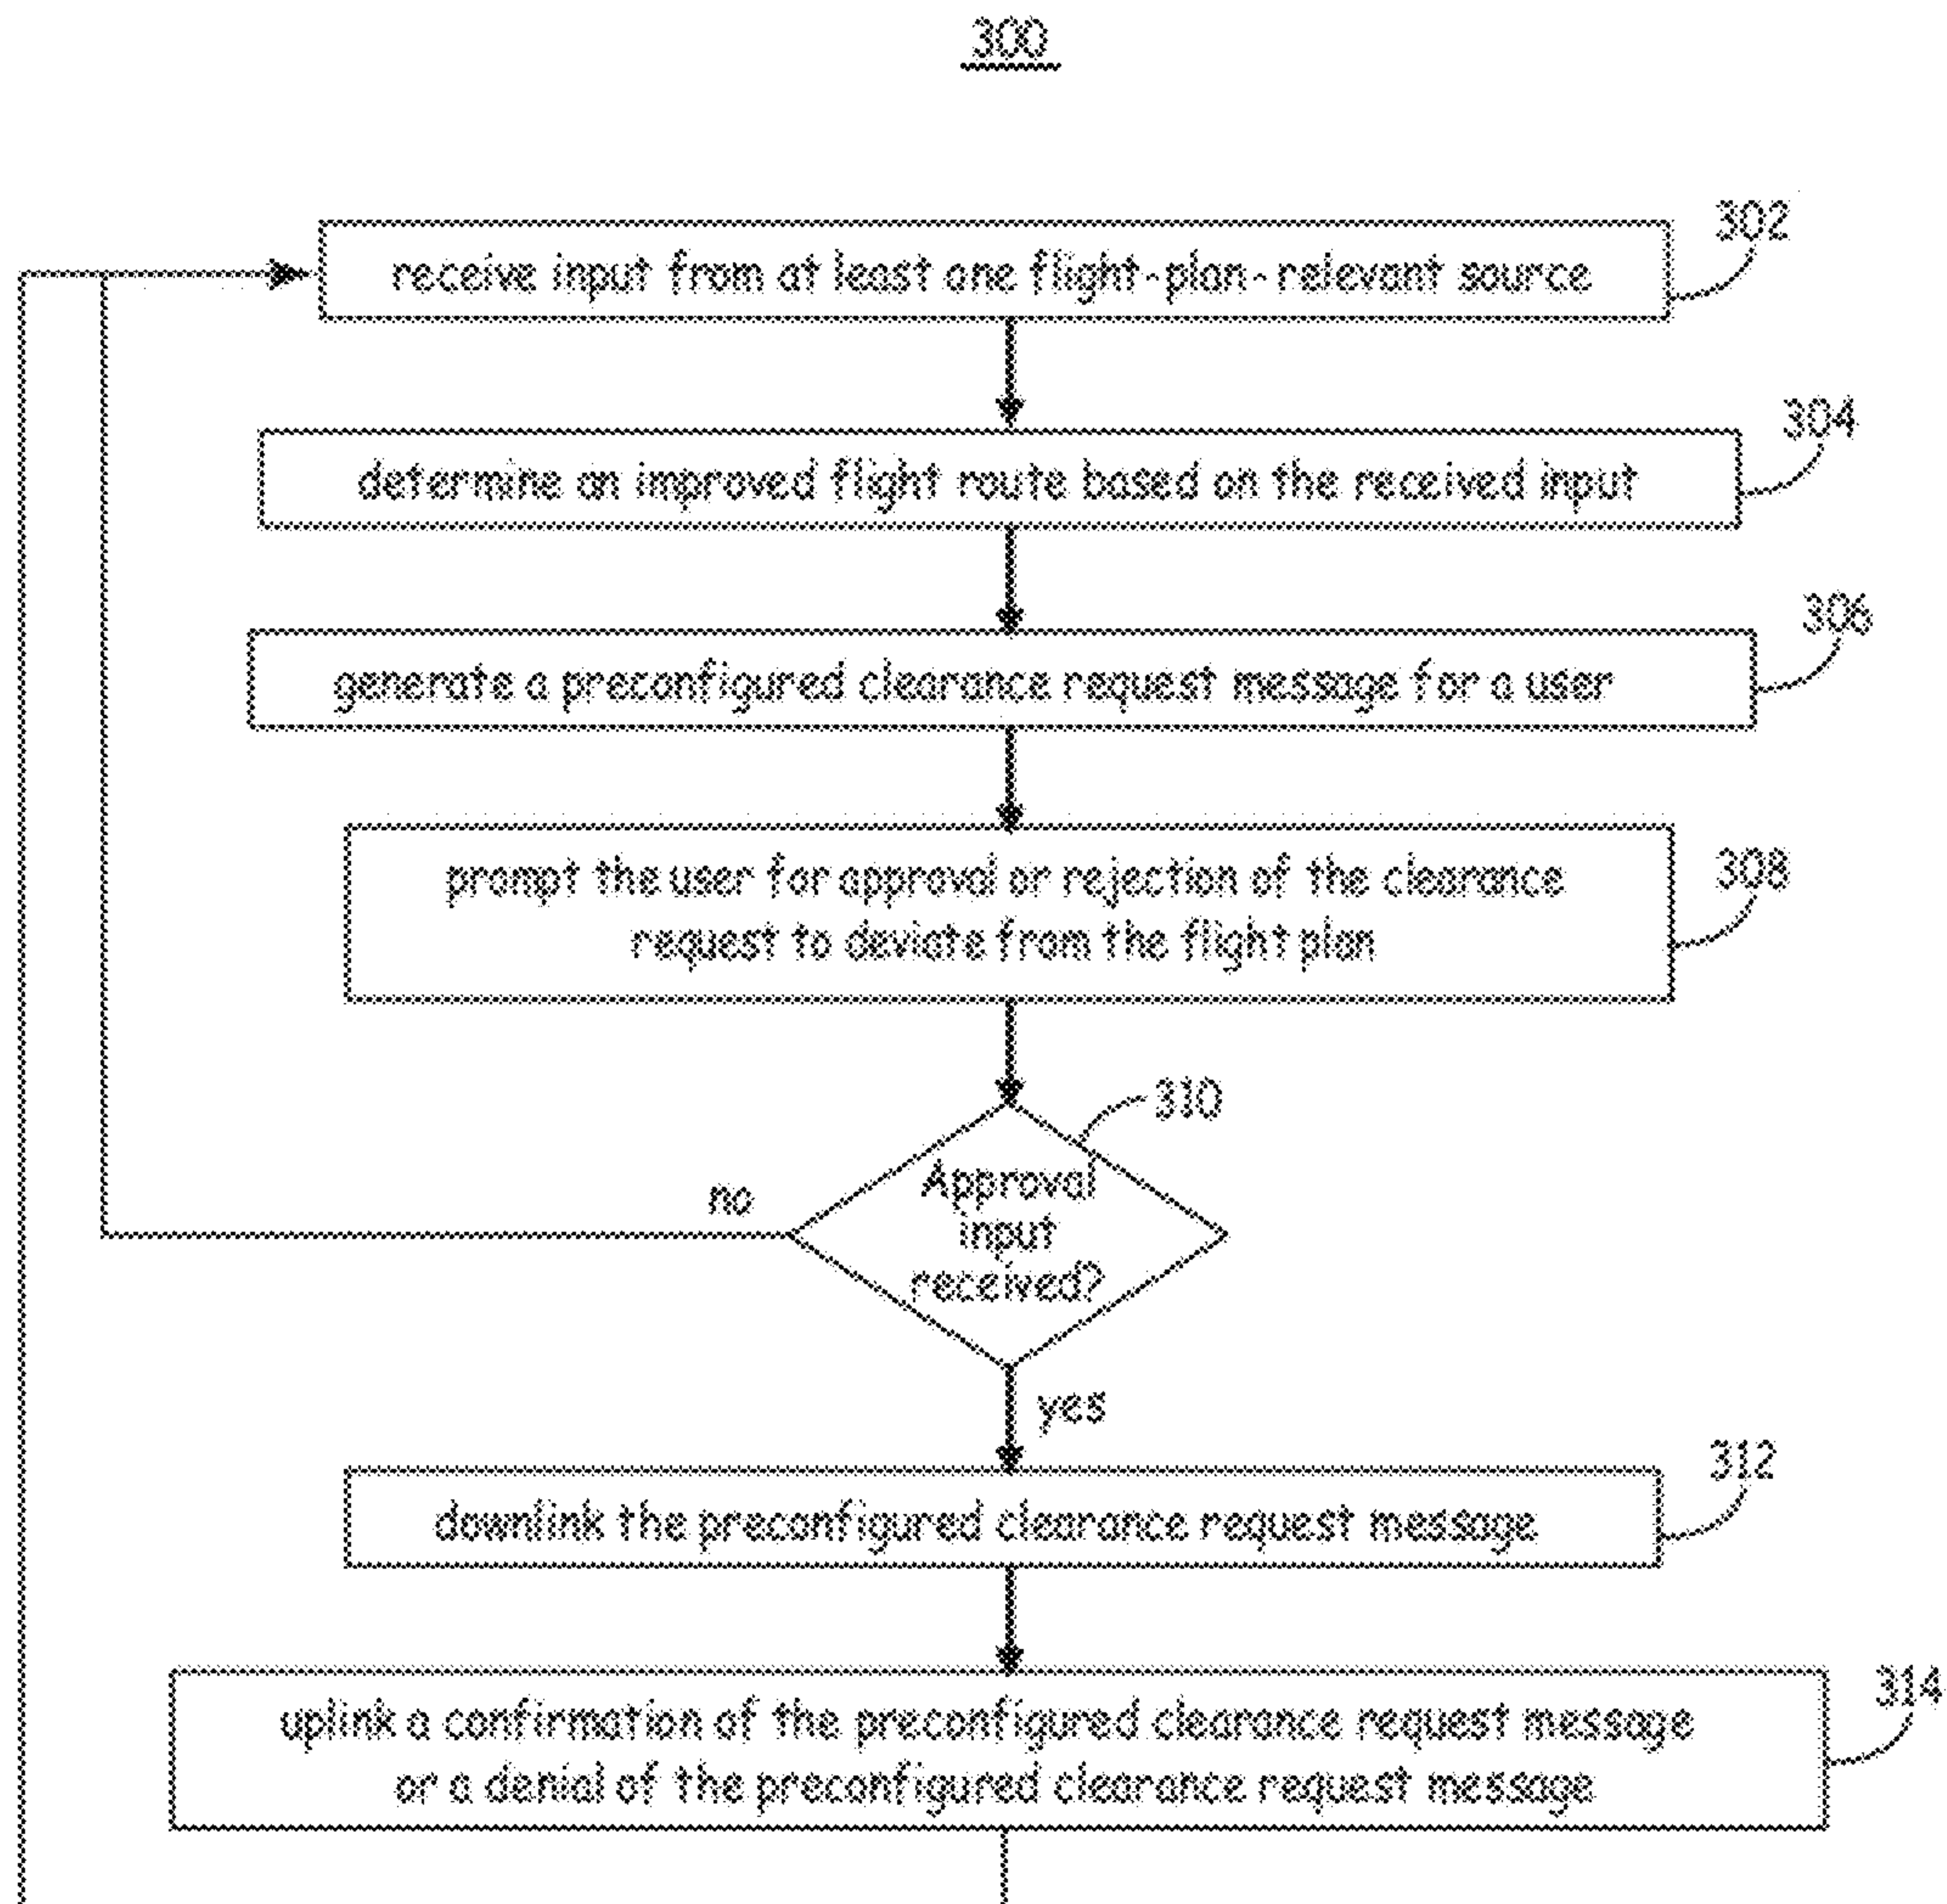 300
302
receive input from at least one flight-plan-relevant source
304
determine an improved flight route based on the received input
306
generate a preconfigured clearance request message for a user
308
prompt the user for approval or rejection of the clearance
request to deviate from the flight plan
310
Approval
input
received?
no
yes
312
downlink the preconfigured clearance request message
314
uplink a confirmation of the preconfigured clearance request message
or a denial of the preconfigured clearance request message